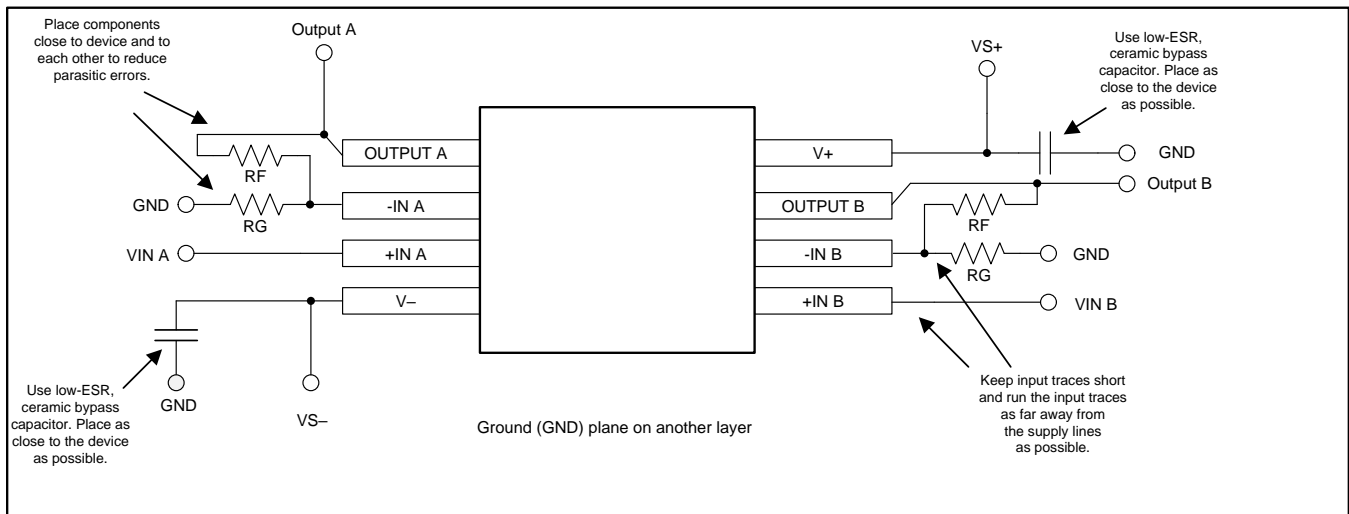 Place components
close to device and to
each other to reduce
parasitic errors.
Output A
VS+
Use low-ESR,
ceramic bypass
capacitor. Place as
close to the device
as possible.
OUTPUT A
V+
GND
RF
OUTPUT B
Output B
GND
-IN A
RG
RF
VIN A
+IN A
-IN B
GND
RG
V–
+IN B
VIN B
Use low-ESR,
ceramic bypass
capacitor. Place as
close to the device
as possible.
GND
VS–
Ground (GND) plane on another layer
Keep input traces short
and run the input traces
as far away from
the supply lines
as possible.